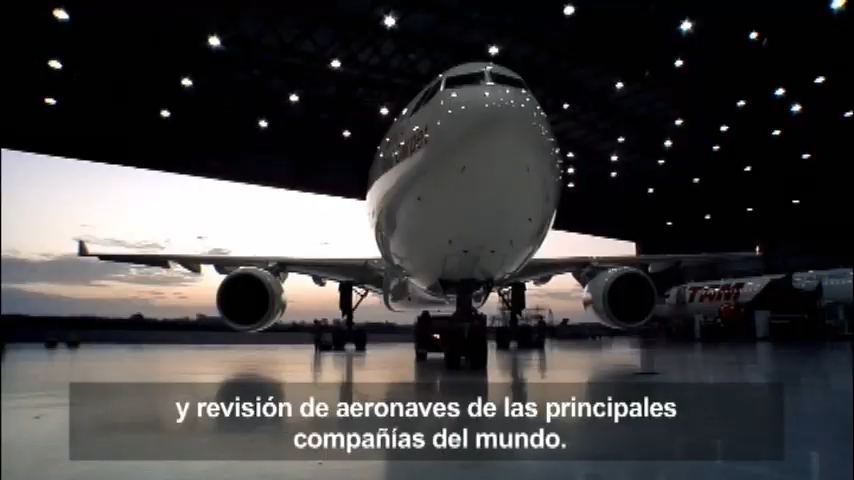 TAM
y revisión de aeronaves de las principales
compañías del mundo.